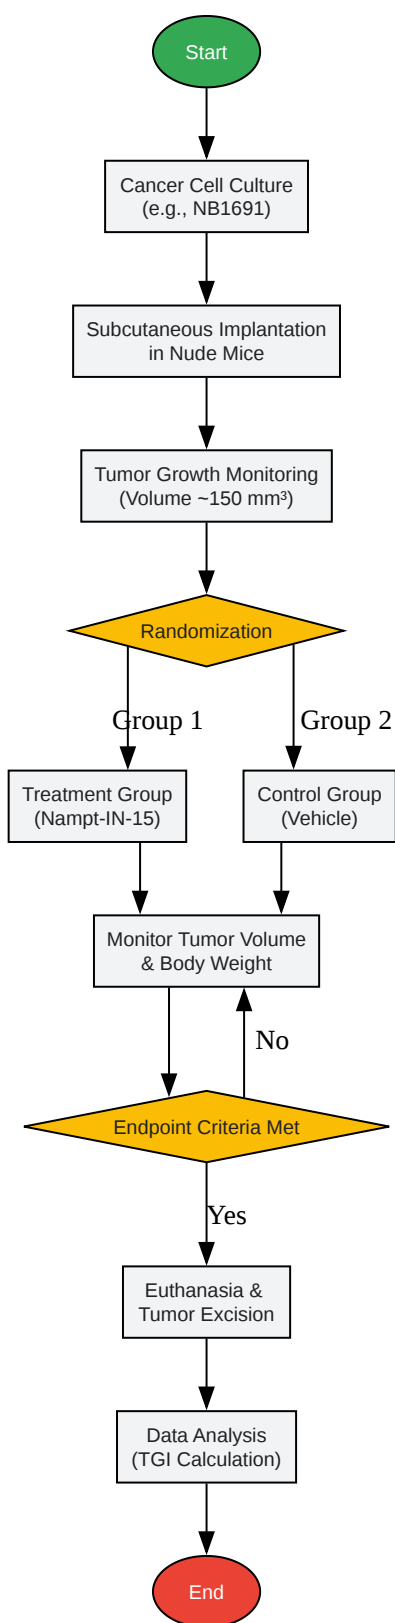 Start
Cancer Cell Culture
(e.g., NB1691)
Subcutaneous Implantation
in Nude Mice
Tumor Growth Monitoring
(Volume ~150 mm³)
Randomization
Group 1
Group 2
Treatment Group
(Nampt-IN-15)
Control Group
(Vehicle)
Monitor Tumor Volume
& Body Weight
No
Endpoint Criteria Met
Yes
Euthanasia &
Tumor Excision
Data Analysis
(TGI Calculation)
End